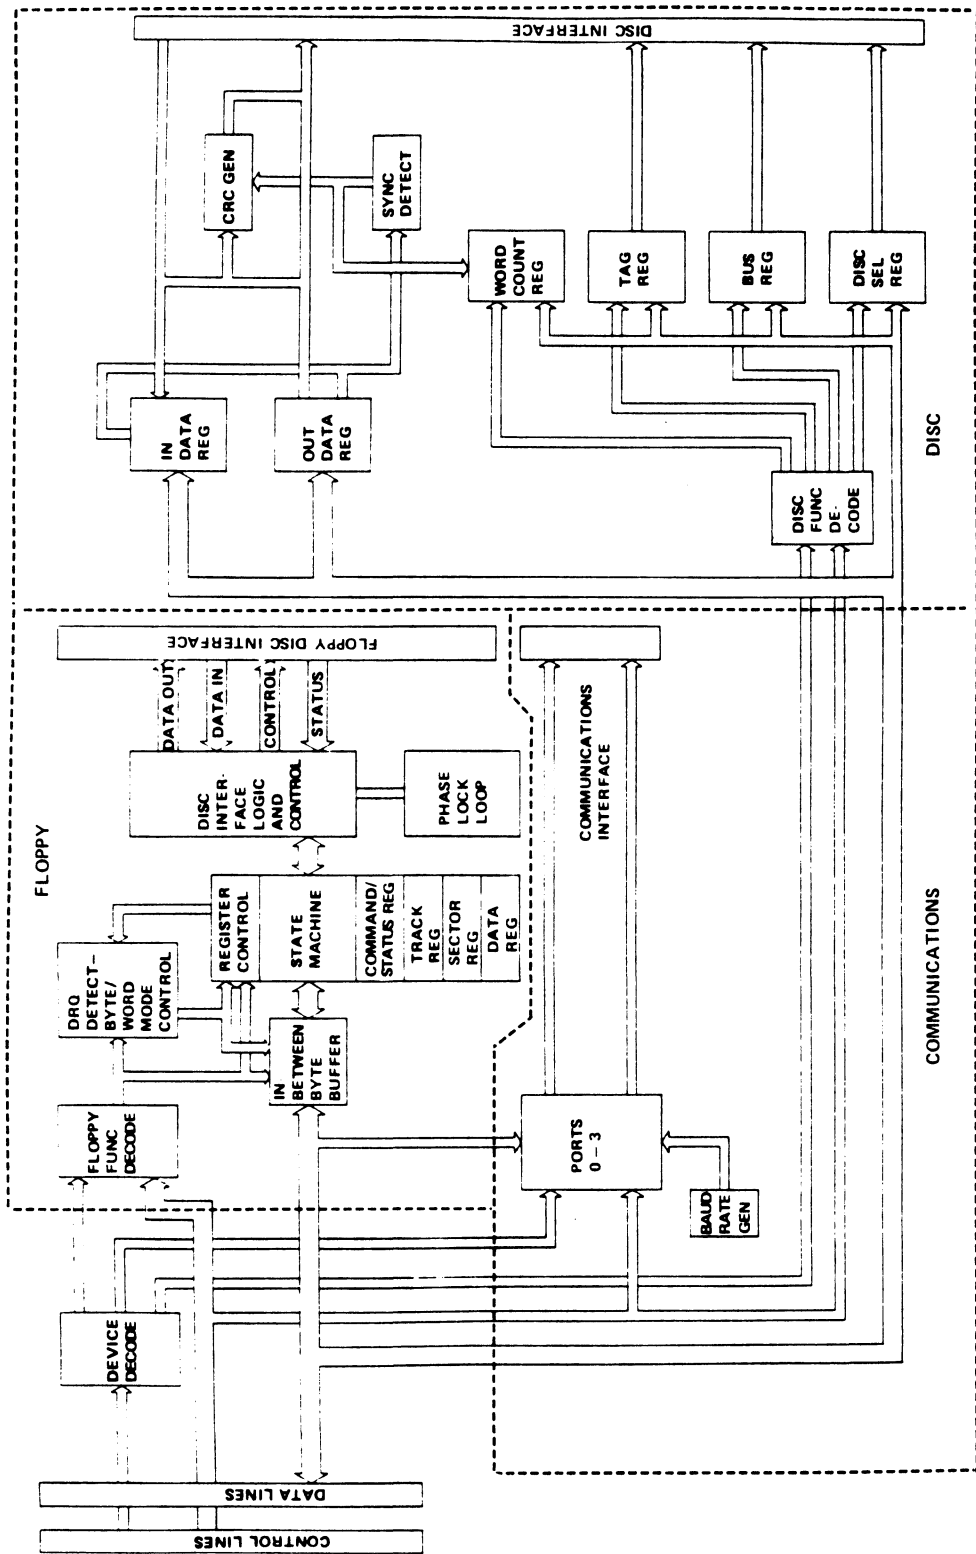 CONTROL LINES
DATA LINES
DEVICE
DECODE
FLOPPY
FUNC
DECODE
DRQ
DETECT—
BYTE/
WORD
MODE
CONTROL
FLOPPY
IN
BETWEEN
BYTE
BUFFER
REGISTER
CONTROL
STATE
MACHINE
COMMAND/
STATUS REG
TRACK
REG
SECTOR
REG
DATA
REG
DISC
INTER-
FACE
LOGIC
AND
CONTROL
PHASE
LOCK
LOOP
DATA OUT
DATA IN
CONTROL
STATUS
FLOPPY DISC INTERFACE
PORTS
0 – 3
BAUD
RATE
GEN
COMMUNICATIONS
INTERFACE
COMMUNICATIONS
IN
DATA
REG
OUT
DATA
REG
CRC GEN
SYNC
DETECT
WORD
COUNT
REG
TAG
REG
BUS
REG
DISC
SEL
REG
DISC
FUNC
DE-
CODE
DISC
DISC INTERFACE